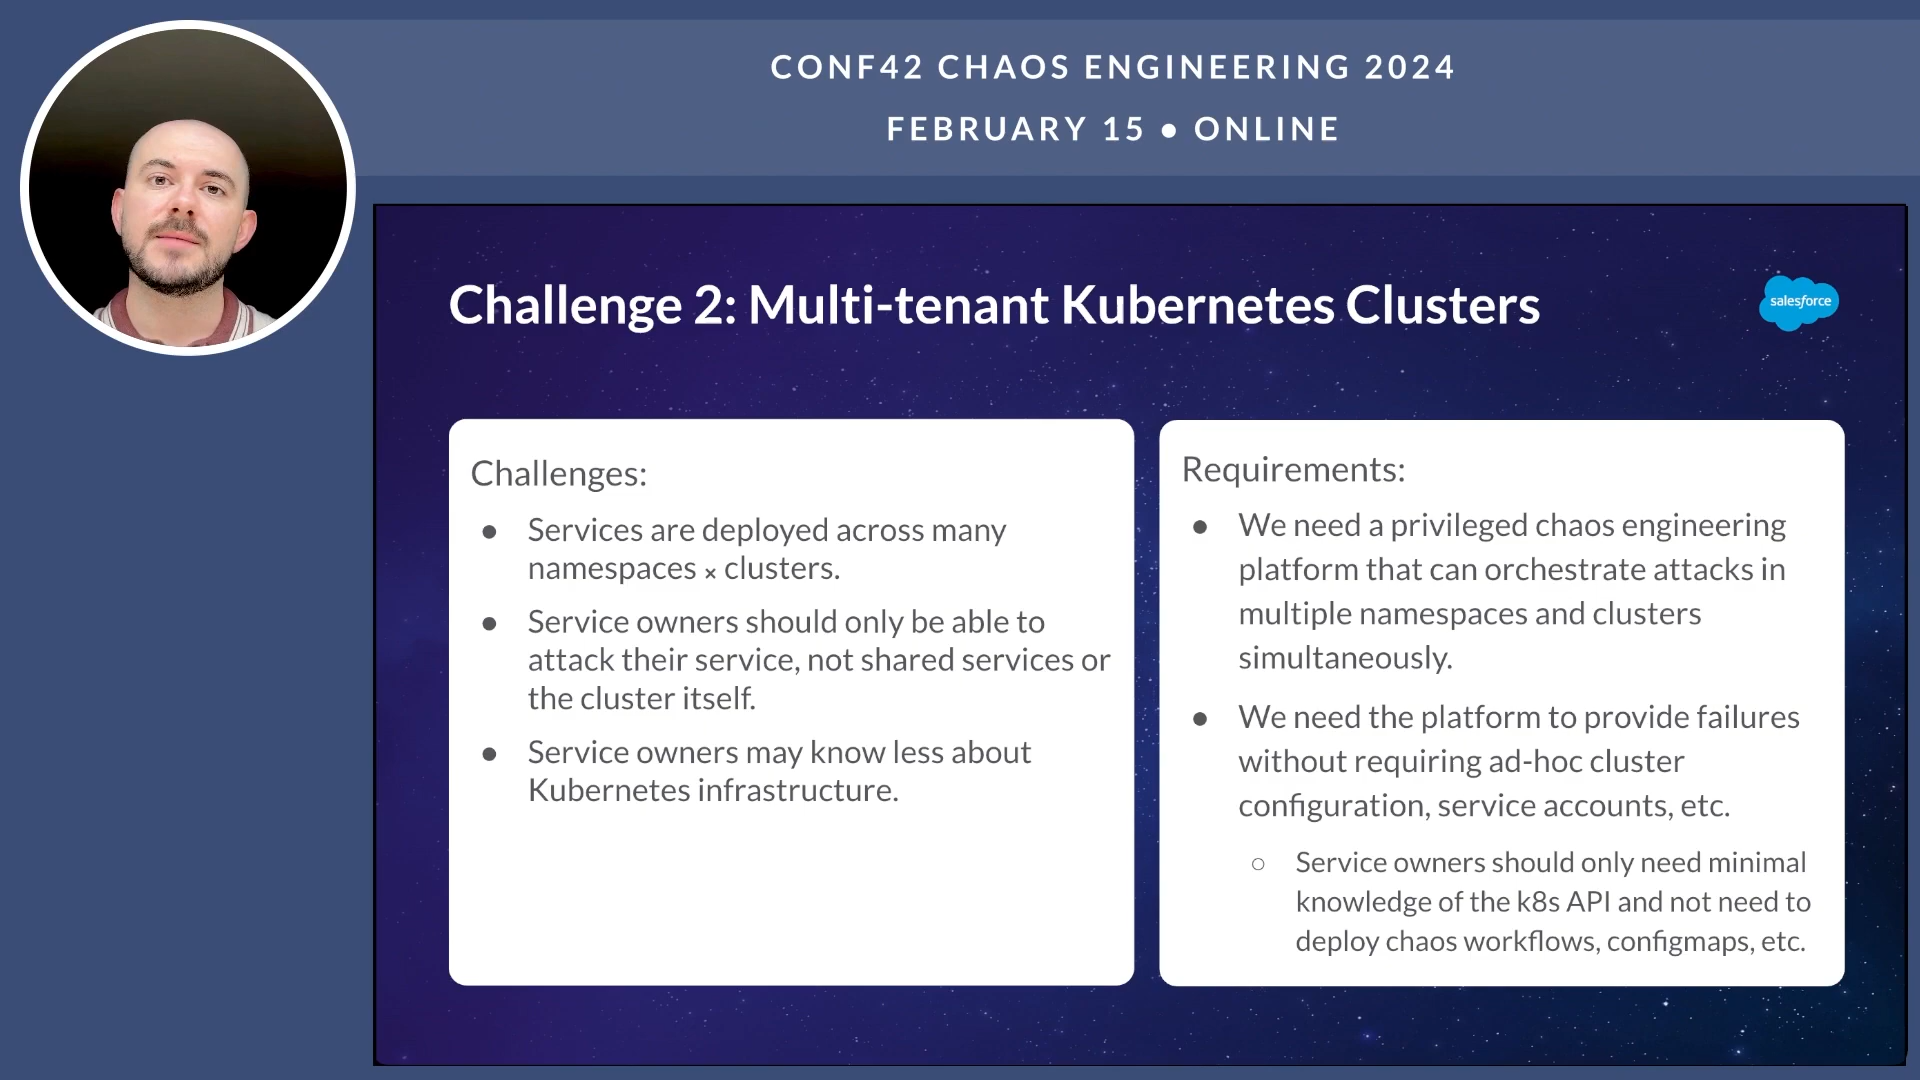 CONF42 CHAOS ENGINEERING 2024
FEBRUARY 15 ● ONLINE
Challenge 2: Multi-tenant Kubernetes Clusters
salesforce
Challenges:
● Services are deployed across many
namespaces × clusters.
● Service owners should only be able to
attack their service, not shared services or
the cluster itself.
● Service owners may know less about
Kubernetes infrastructure.
Requirements:
● We need a privileged chaos engineering
platform that can orchestrate attacks in
multiple namespaces and clusters
simultaneously.
● We need the platform to provide failures
without requiring ad-hoc cluster
configuration, service accounts, etc.
○ Service owners should only need minimal
knowledge of the k8s API and not need to
deploy chaos workflows, configmaps, etc.